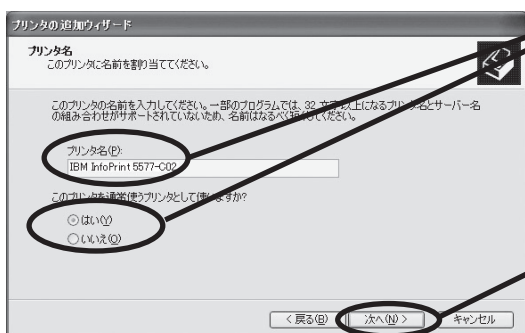 プリンタの追加ウィザード
プリンタ名
このプリンタに名前を割り当ててください。
このプリンタの名前を入力してください。一部のプログラムでは、32 文字以上になるプリンタ名とサーバー名
の組み合わせがサポートされていないため、名前はなるべく短くしてください。
プリンタ名(P):
IBM InfoPrint 5577-C02
このプリンタを通常使うプリンタとして使いますか?
はい(Y)
いいえ(O)
< 戻る(B)
次へ(N) >
キャンセル